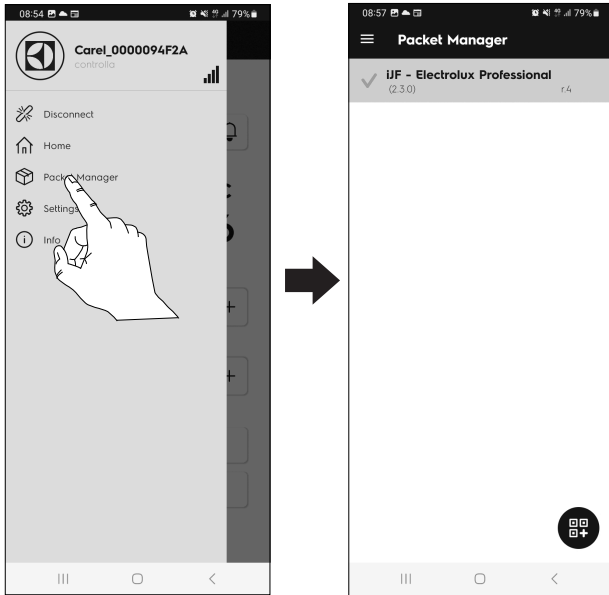 08:54
79%
Carel_0000094F2A
controlla
Disconnect
Home
Packet Manager
Settings
Info
08:57
79%
Packet Manager
iJF - Electrolux Professional
(2.3.0) r.4